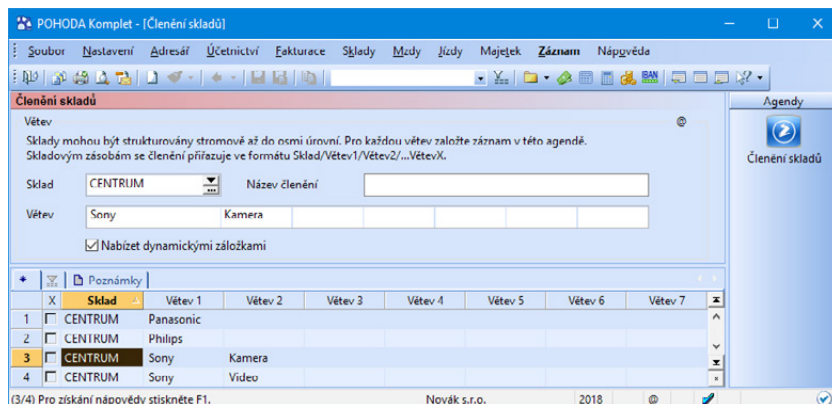 POHODA Komplet - [Členění skladů]
Soubor Nastavení Adresář Účetnictví Fakturace Sklady Mzdy Jízdy Majetek Záznam Nápověda
IBAN
Členění skladů
Agendy
Větev @
Sklady mohou být strukturovány stromově až do osmi úrovní. Pro každou větev založte záznam v této agendě.
Skladovým zásobám se členění přiřazuje ve formátu Sklad/Větev1/Větev2/...VětevX.
Členění skladů
Sklad CENTRUM Název členění
Větev Sony Kamera
Nabízet dynamickými záložkami
Poznámky
X Sklad Větev 1 Větev 2 Větev 3 Větev 4 Větev 5 Větev 6 Větev 7
1 CENTRUM Panasonic
2 CENTRUM Philips
3 CENTRUM Sony Kamera
4 CENTRUM Sony Video
(3/4) Pro získání nápovědy stiskněte F1. Novák s.r.o. 2018 @